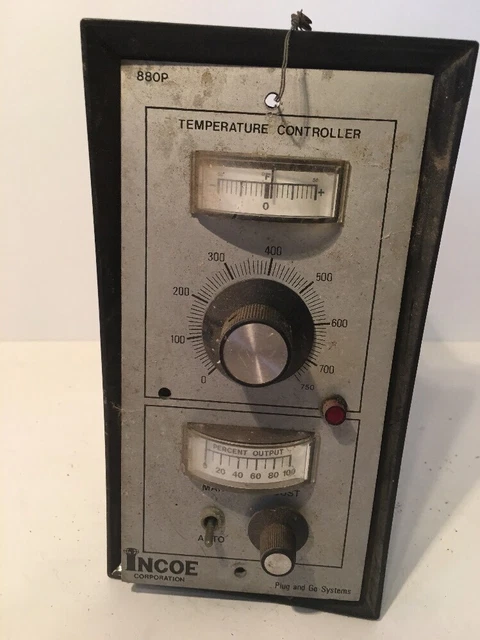 880P
TEMPERATURE CONTROLLER
F
- +
0
400
300 500
200
600
100
700
0 750
PERCENT OUTPUT
0 20 40 60 80 100
AUTO
INCOE
CORPORATION
Plug and Go Systems